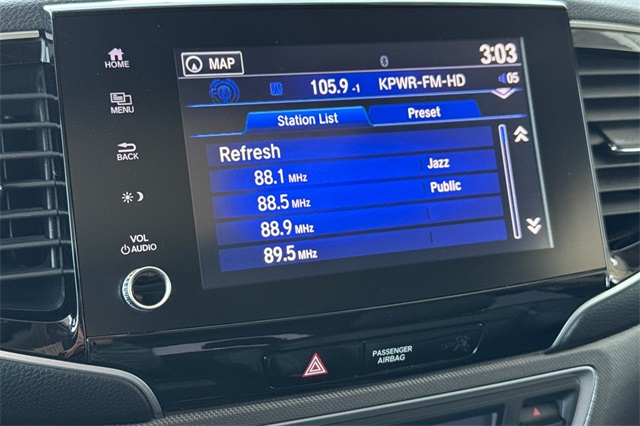 HOME
MENU
BACK
VOL
AUDIO
MAP
3:03
105.9 -1 KPWR-FM-HD 05
Station List Preset
Refresh
88.1 MHz Jazz
88.5 MHz Public
88.9 MHz
89.5 MHz
PASSENGER
AIRBAG